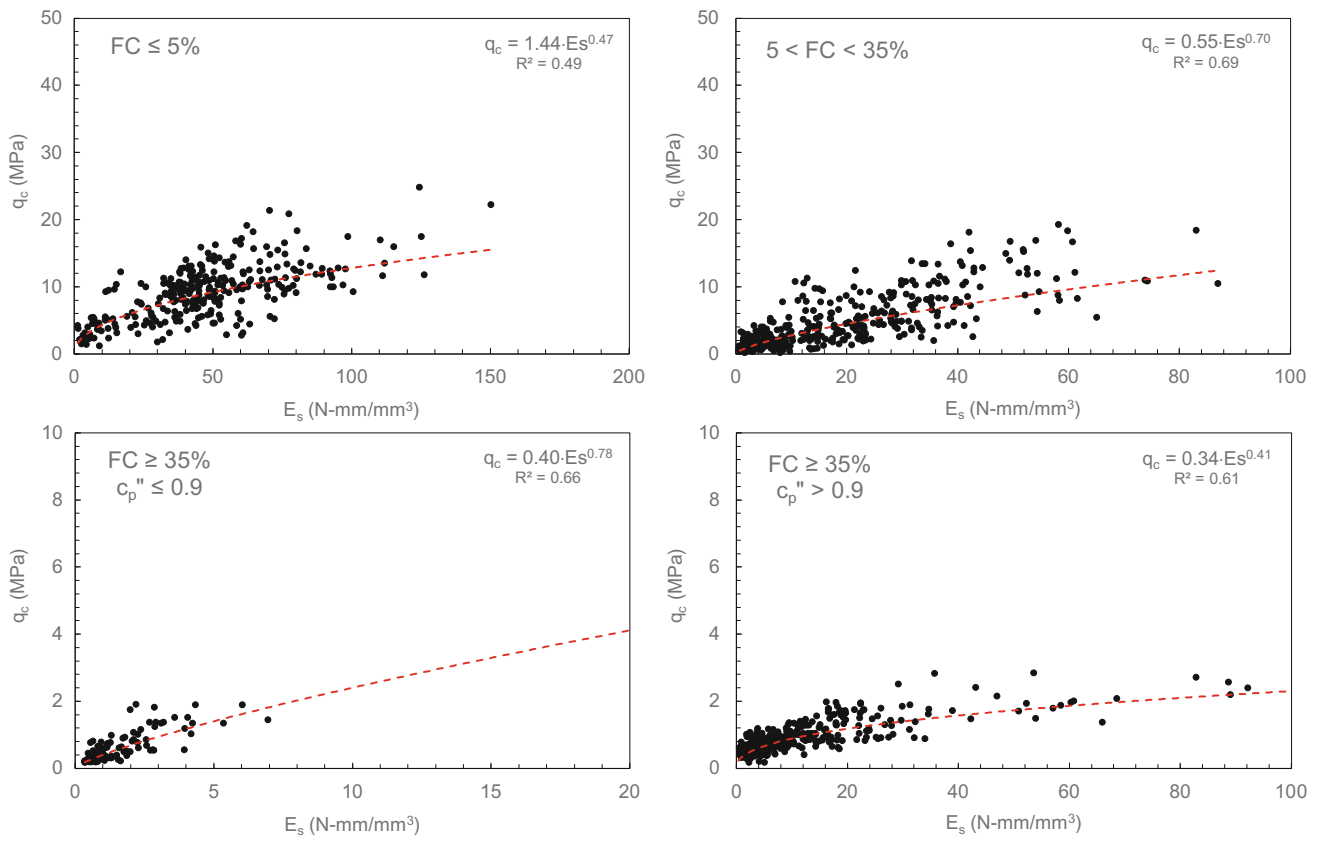 50
40
30
20
10
0
q_c (MPa)
FC ≤ 5%
q_c = 1.44·Es^0.47
R² = 0.49
0 50 100 150 200
E_s (N-mm/mm³)
50
40
30
20
10
0
q_c (MPa)
5 < FC < 35%
q_c = 0.55·Es^0.70
R² = 0.69
0 20 40 60 80 100
E_s (N-mm/mm³)
10
8
6
4
2
0
q_c (MPa)
FC ≥ 35%
c_p" ≤ 0.9
q_c = 0.40·Es^0.78
R² = 0.66
0 5 10 15 20
E_s (N-mm/mm³)
10
8
6
4
2
0
q_c (MPa)
FC ≥ 35%
c_p" > 0.9
q_c = 0.34·Es^0.41
R² = 0.61
0 20 40 60 80 100
E_s (N-mm/mm³)